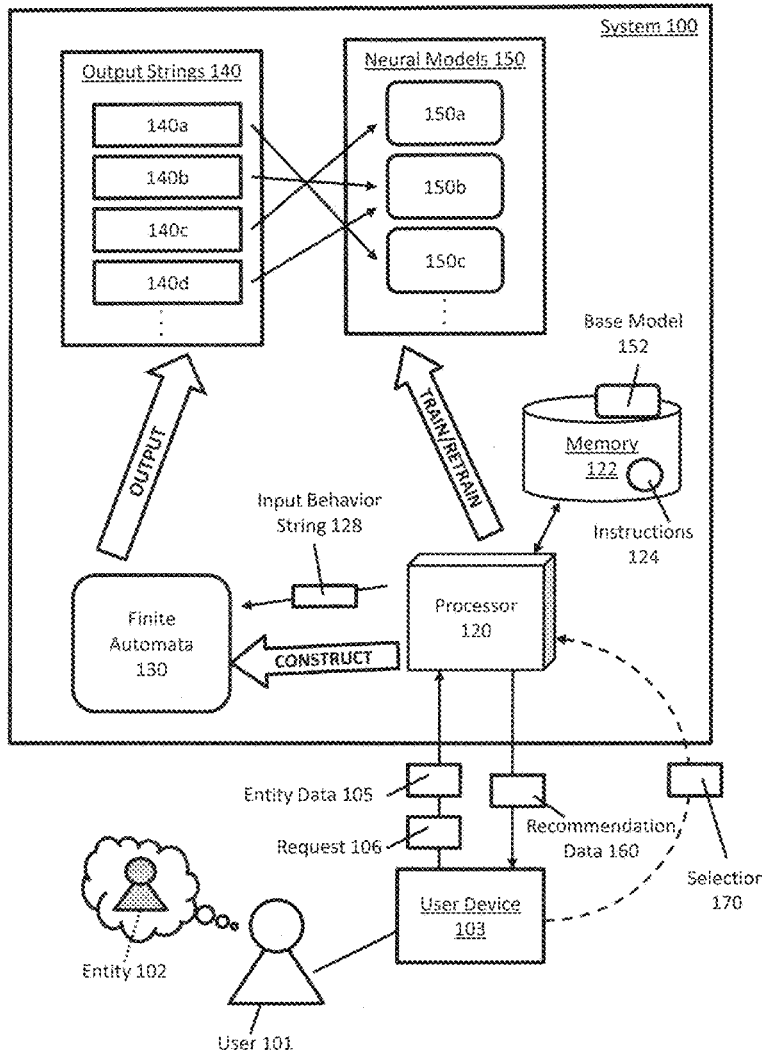 System 100
Output Strings 140
Neural Models 150
140a
140b
140c
140d
150a
150b
150c
Base Model
152
Memory
122
Instructions
124
OUTPUT
TRAIN/RETRAIN
Input Behavior
String 128
Finite
Automata
130
CONSTRUCT
Processor
120
Entity Data 105
Request 106
Recommendation
Data 160
Selection
170
User Device
103
Entity 102
User 101